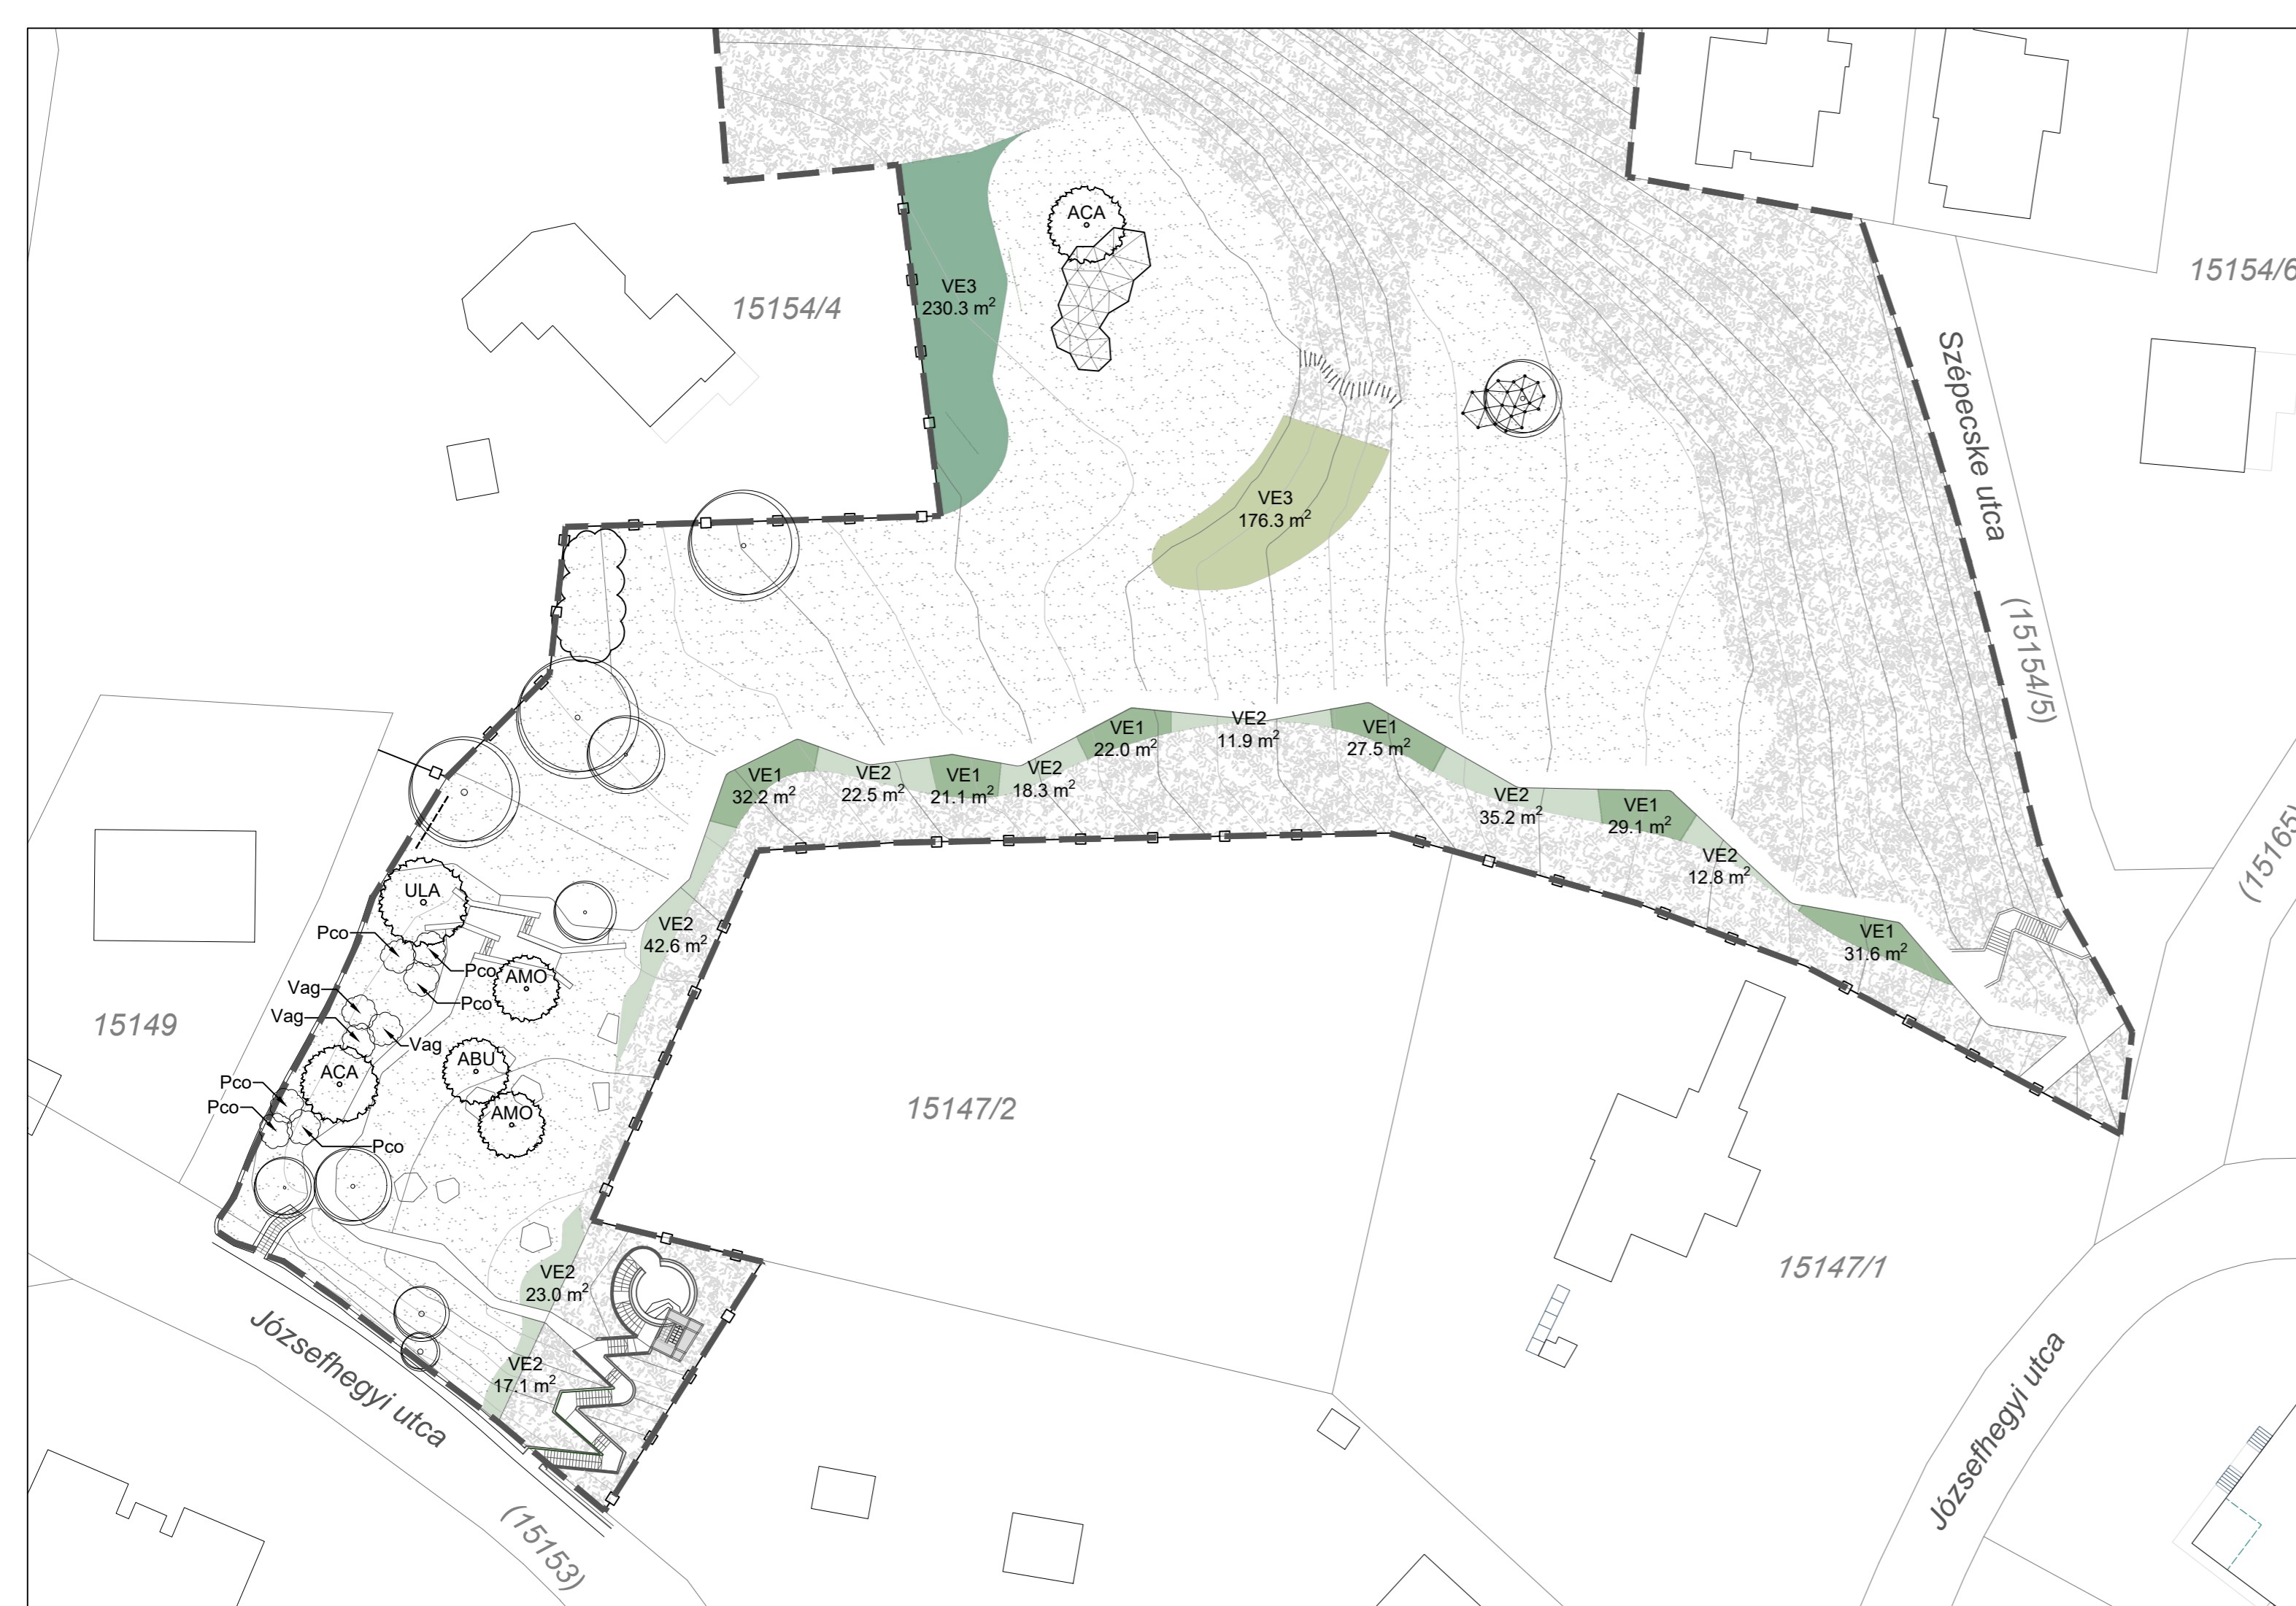 ACA
15154/6
VE3
230.3 m²
15154/4
Szépecske utca
VE3
176.3 m²
(15154/5)
VE1
22.0 m²
VE2
11.9 m²
VE1
27.5 m²
VE1
32.2 m²
VE2
22.5 m²
VE1
21.1 m²
VE2
18.3 m²
VE2
35.2 m²
VE1
29.1 m²
VE2
12.8 m²
(15165)
ULA
Pco
VE2
42.6 m²
VE1
31.6 m²
Pco
AMO
Vag
Pco
Vag
15149
Vag
ABU
ACA
Pco
Pco
AMO
15147/2
Pco
15147/1
VE2
23.0 m²
Józsefhegyi utca
VE2
17.1 m²
Józsefhegyi utca
(15153)